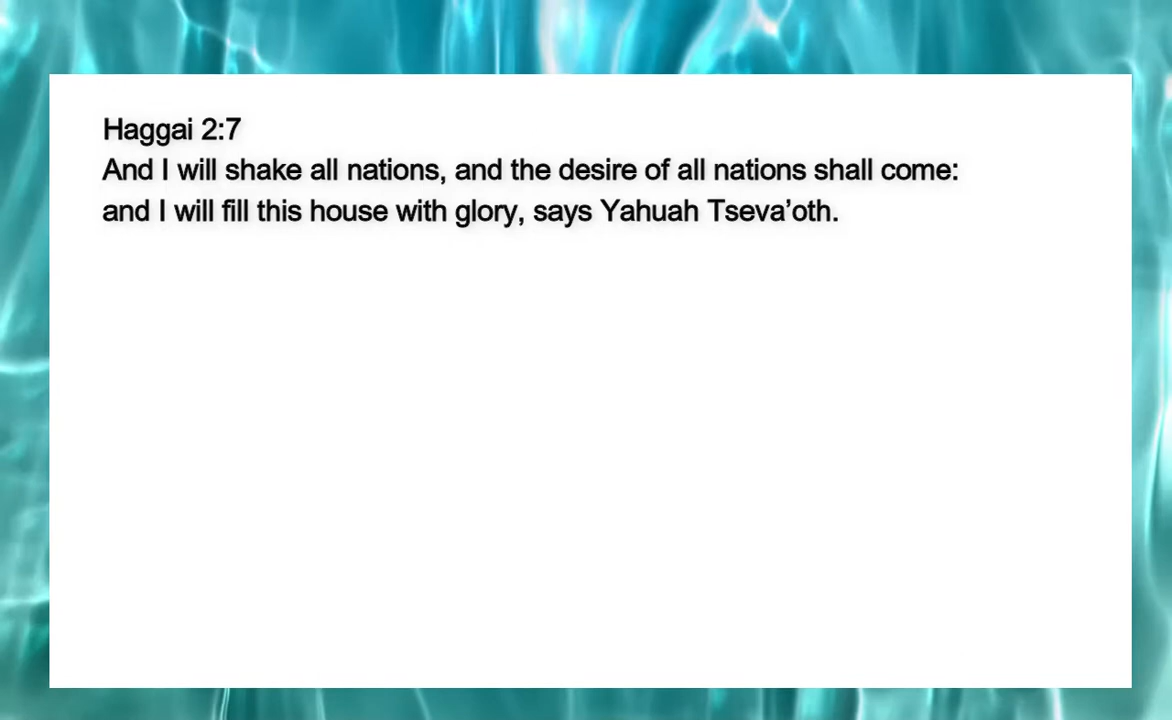 Haggai 2:7
And I will shake all nations, and the desire of all nations shall come:
and I will fill this house with glory, says Yahuah Tseva’oth.